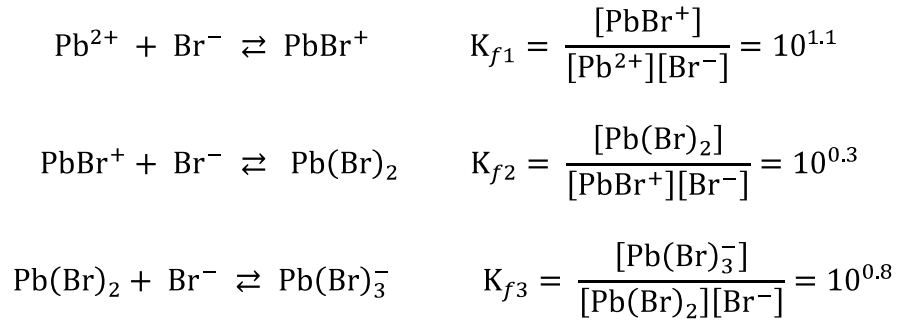 Pb²⁺ + Br⁻ ⇄ PbBr⁺    K_f1 = [PbBr⁺] / [Pb²⁺][Br⁻] = 10^1.1
PbBr⁺ + Br⁻ ⇄ Pb(Br)₂    K_f2 = [Pb(Br)₂] / [PbBr⁺][Br⁻] = 10^0.3
Pb(Br)₂ + Br⁻ ⇄ Pb(Br)₃⁻    K_f3 = [Pb(Br)₃⁻] / [Pb(Br)₂][Br⁻] = 10^0.8